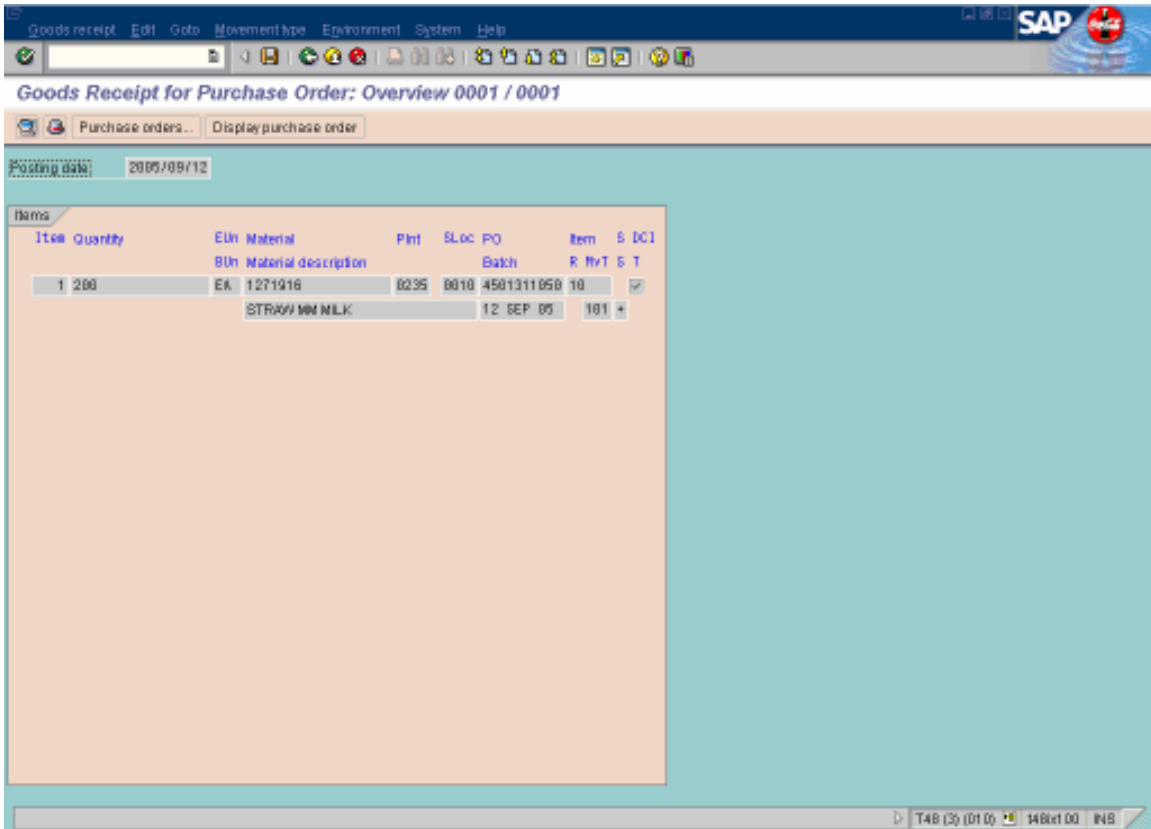 Goods receipt Edit Goto Movement type Environment System Help
SAP
Goods Receipt for Purchase Order: Overview 0001 / 0001
Purchase orders... Display purchase order
Posting date 2005/09/12
Items
Item Quantity EUn Material Plnt SLoc PO Item S DCI
BUn Material description Batch R MvT S T
1 200 EA 1271916 0235 0010 4501311050 10
STRAW MM MILK 12 SEP 05 101 +
T48 (3) (010) 148x100 INS